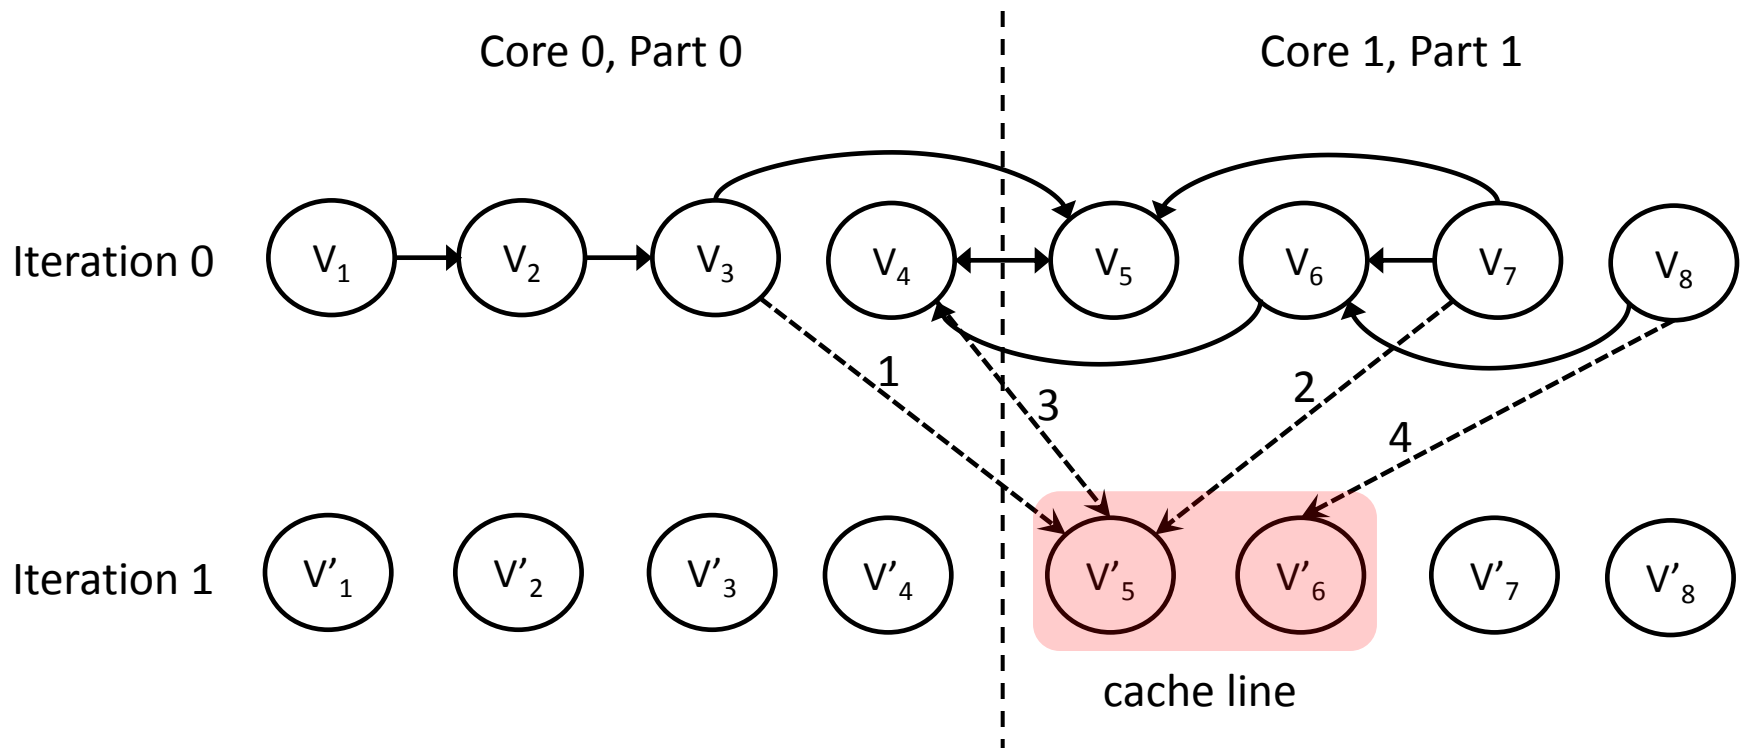 Core 0, Part 0
Core 1, Part 1
Iteration 0
V1
V2
V3
V4
V5
V6
V7
V8
1
3
2
4
Iteration 1
V’1
V’2
V’3
V’4
V’5
V’6
V’7
V’8
cache line